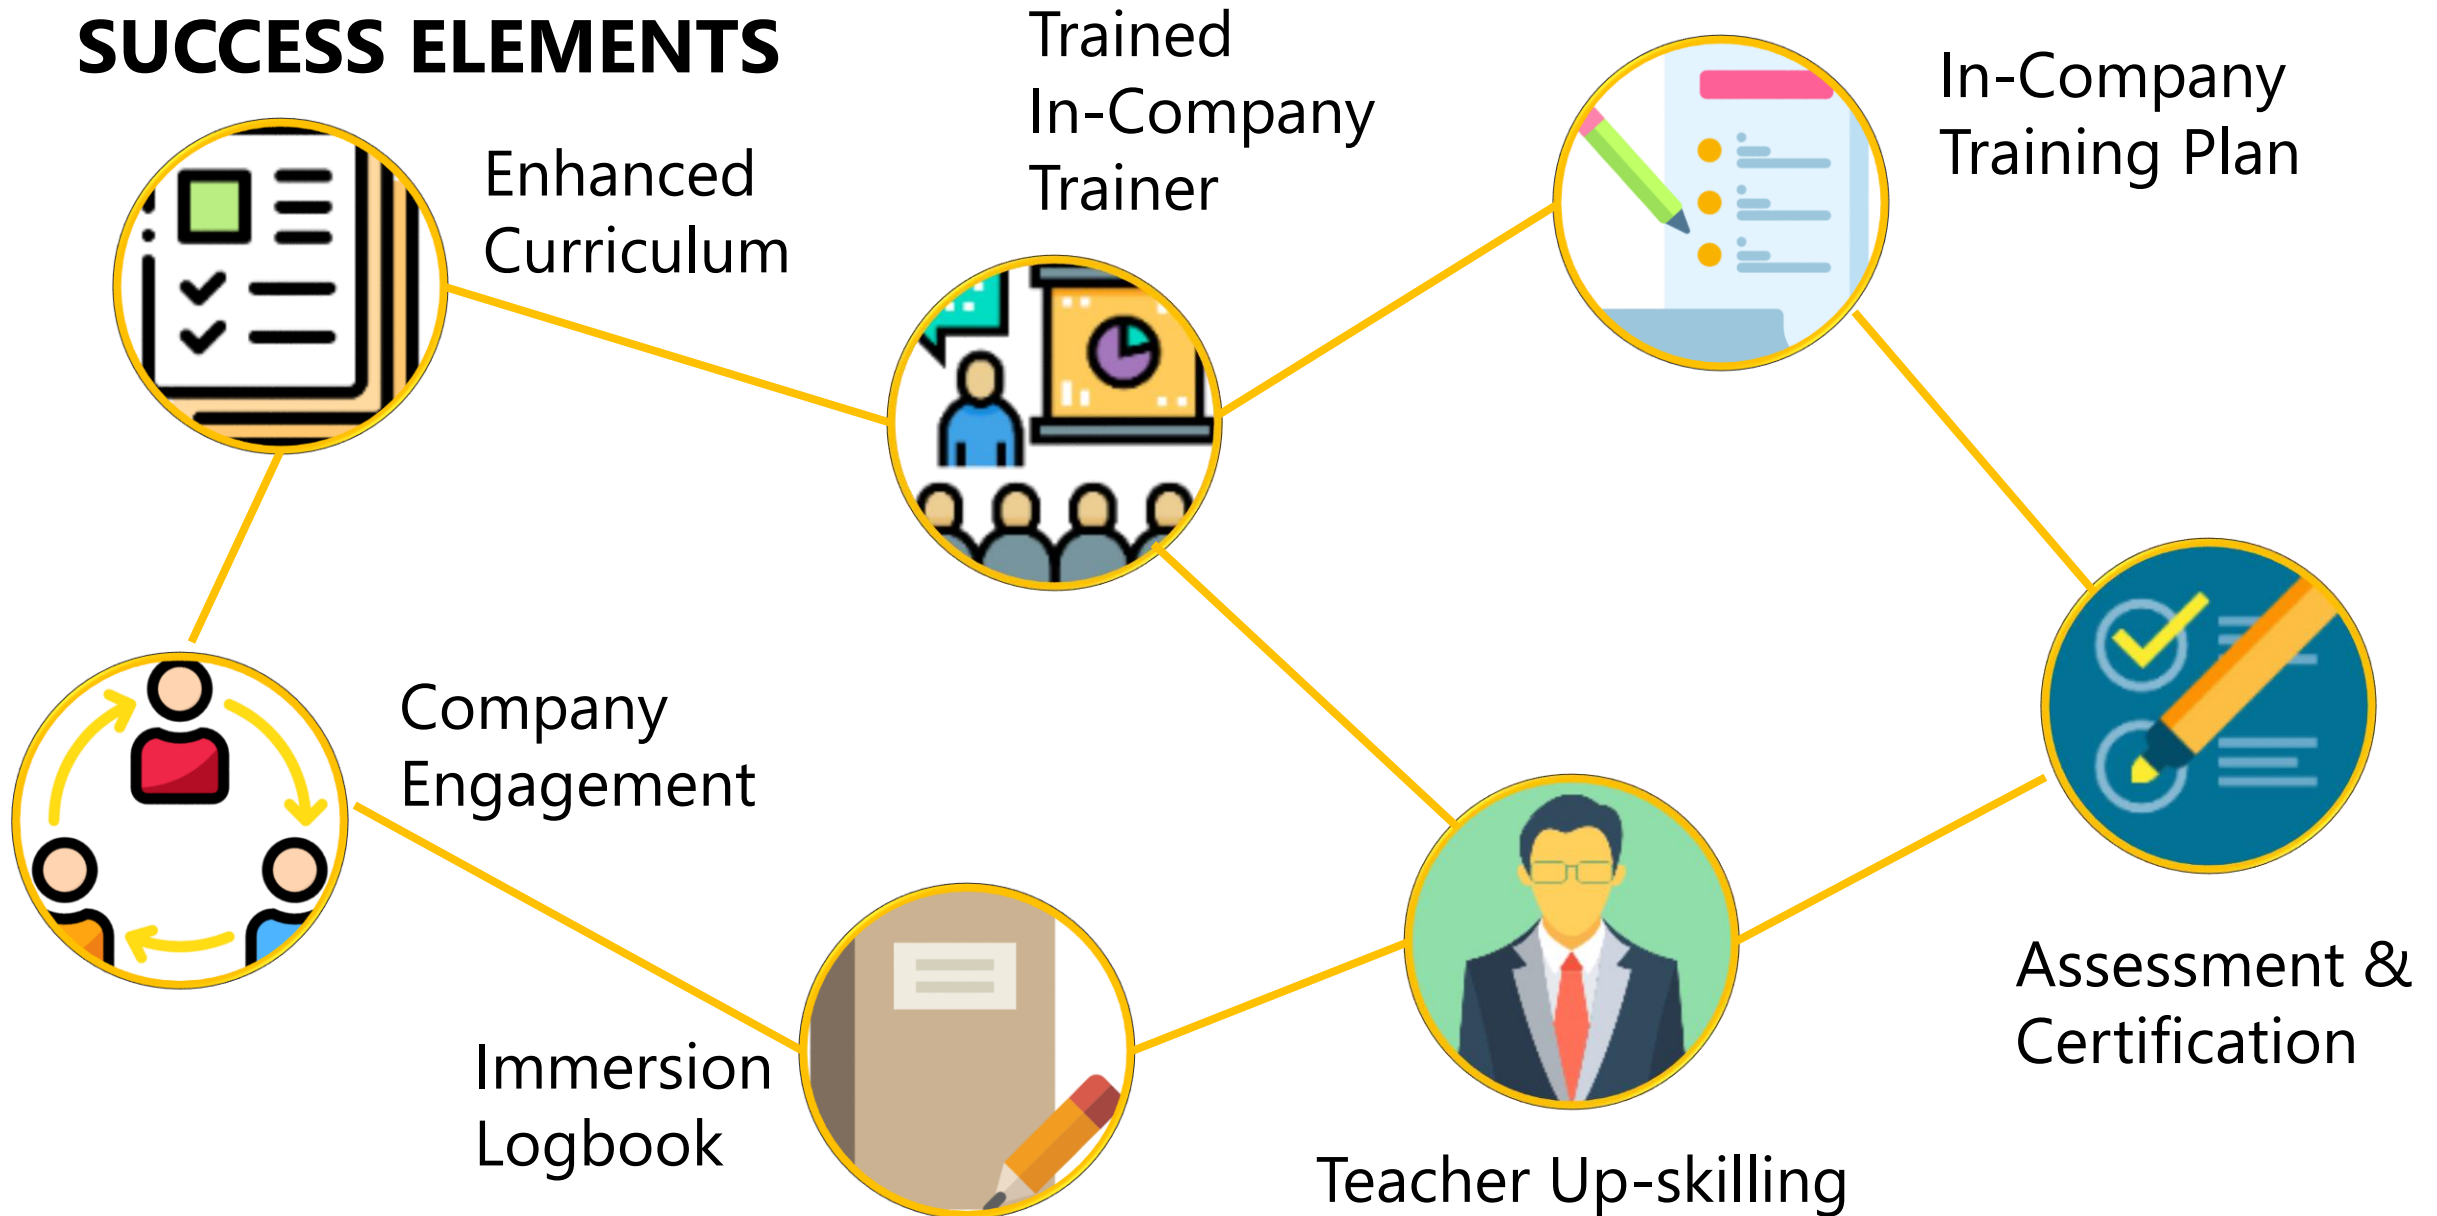 SUCCESS ELEMENTS
Enhanced
Curriculum
Trained
In-Company
Trainer
In-Company
Training Plan
Company
Engagement
Immersion
Logbook
Teacher Up-skilling
Assessment &
Certification